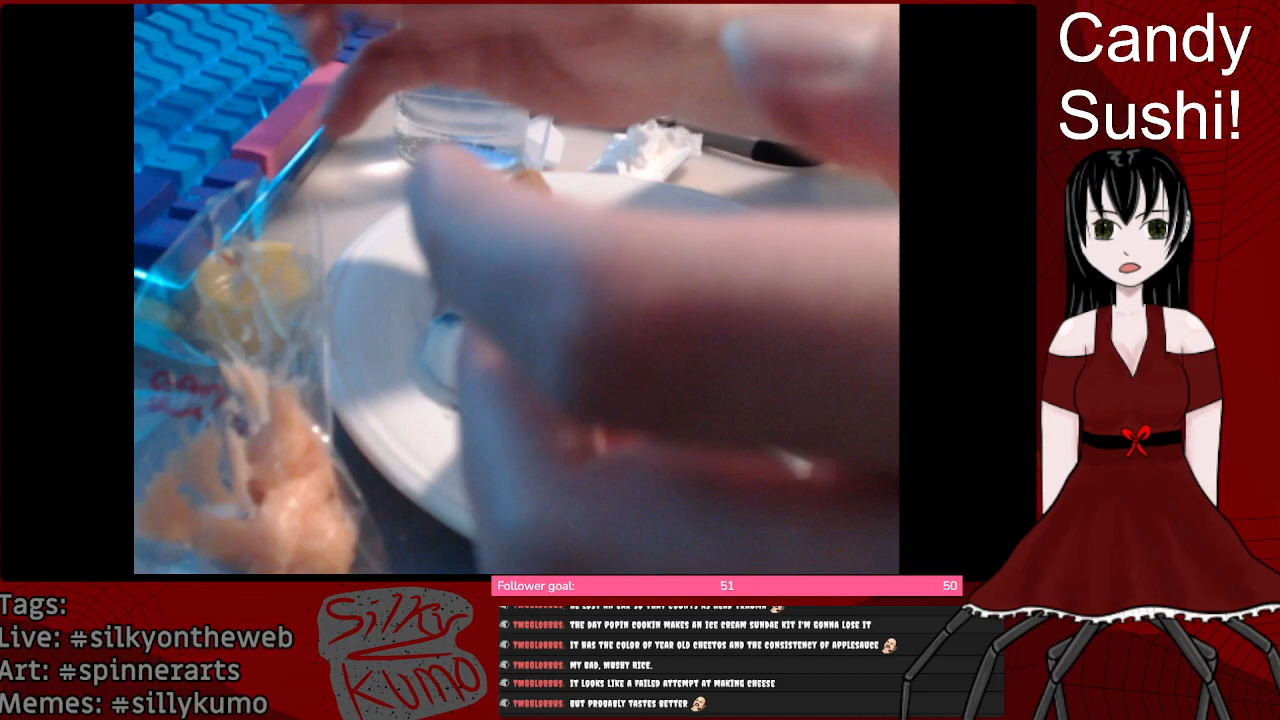 Candy
Sushi!
Follower goal: 51 50
TWGGLORBUS: THE DAY POPIN COOKIN MAKES AN ICE CREAM SUNDAE KIT I'M GONNA LOSE IT
IT HAS THE COLOR OF YEAR OLD CHEETOS AND THE CONSISTENCY OF APPLESAUCE
MY BAD, MUSHY RICE.
IT LOOKS LIKE A FAILED ATTEMPT AT MAKING CHEESE
BUT PROBABLY TASTES BETTER
Tags:
Live: #silkyontheweb
Art: #spinnerarts
Memes: #sillykumo
Silky
Kumo